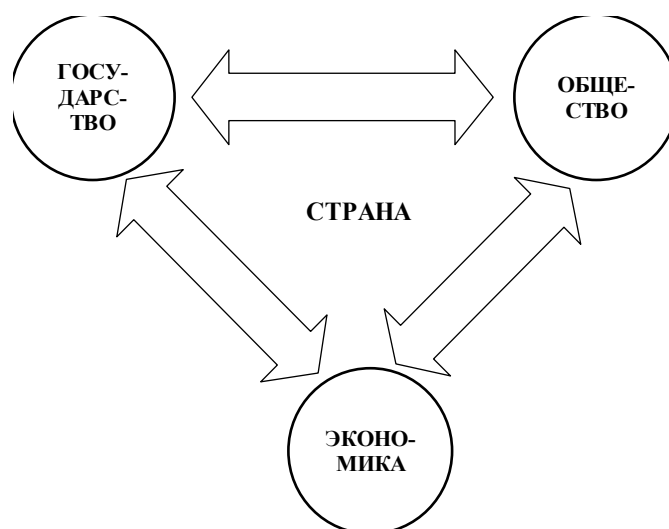 ГОСУ-
ДАРС-
ТВО
ОБЩЕ-
СТВО
СТРАНА
ЭКОНО-
МИКА